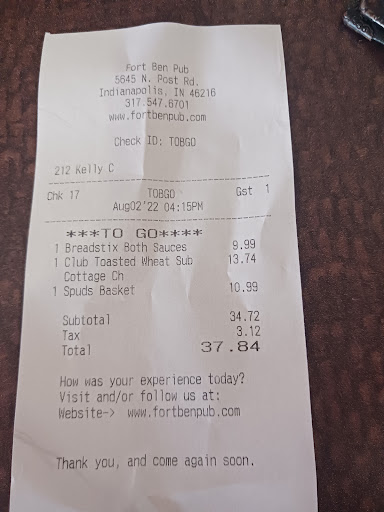 Fort Ben Pub
5645 N. Post Rd.
Indianapolis, IN 46216
317.547.6701
www.fortbenpub.com
Check ID: TOBGO
212 Kelly C
Chk 17 TOBGO Gst 1
Aug02'22 04:15PM
***TO GO****
1 Breadstix Both Sauces 9.99
1 Club Toasted Wheat Sub 13.74
Cottage Ch
1 Spuds Basket 10.99
Subtotal 34.72
Tax 3.12
Total 37.84
How was your experience today?
Visit and/or follow us at:
Website-> www.fortbenpub.com
Thank you, and come again soon.